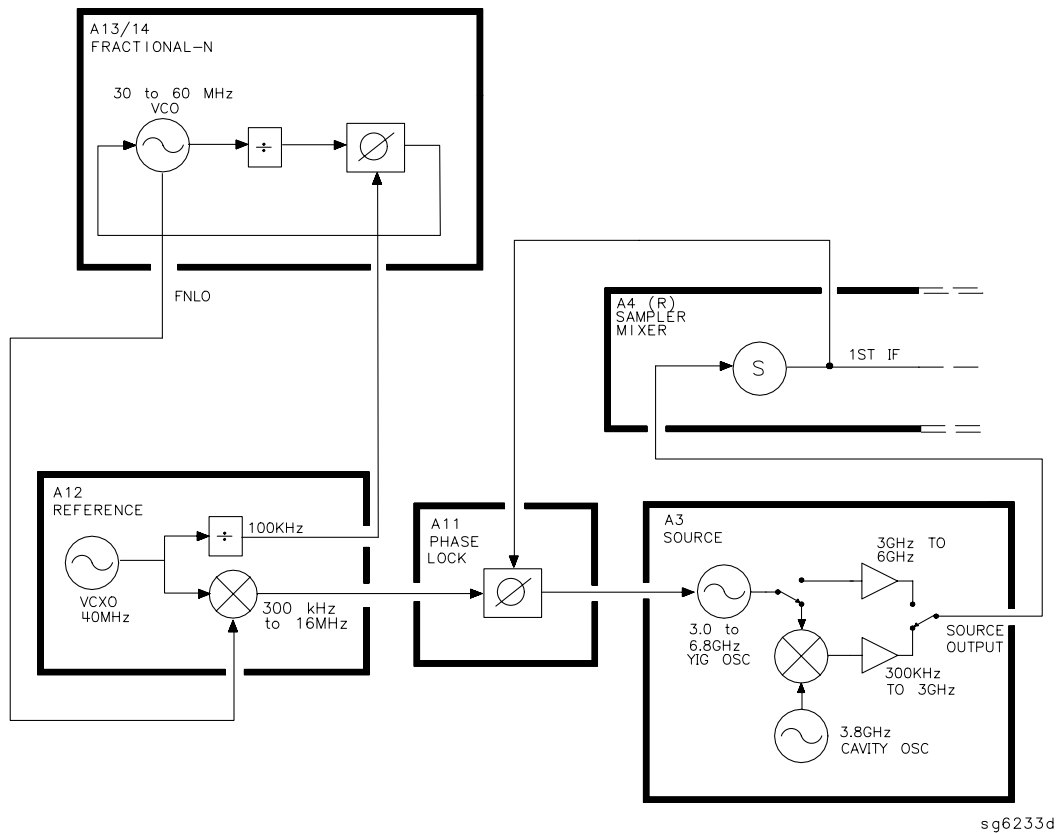 A13/14
FRACTIONAL-N
30 to 60 MHz
VCO
÷
FNLO
A4 (R)
SAMPLER
MIXER
S
1ST IF
A12
REFERENCE
÷
100KHz
VCXO
40MHz
300 kHz
to 16MHz
A11
PHASE
LOCK
A3
SOURCE
3GHz TO
6GHz
3.0 to
6.8GHz
YIG OSC
SOURCE
OUTPUT
300KHz
TO 3GHz
3.8GHz
CAVITY OSC
sg6233d